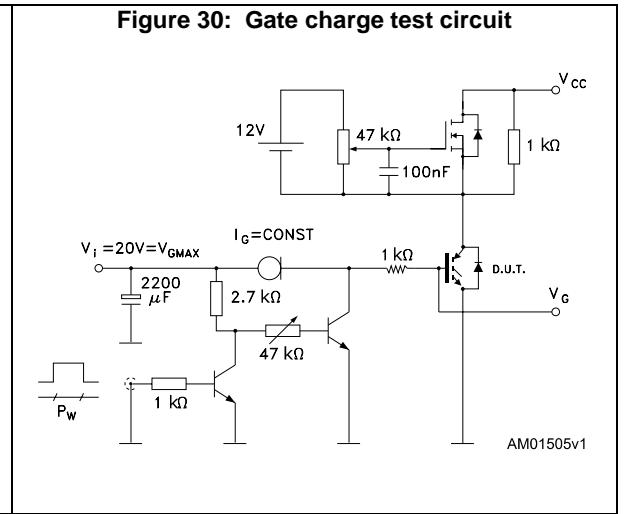 Figure 30: Gate charge test circuit
V CC
12V
47 kΩ
1 kΩ
100nF
I G=CONST
V i =20V=V GMAX
1 kΩ
D.U.T.
2200
μF
2.7 kΩ
V G
47 kΩ
1 kΩ
P W
AM01505v1